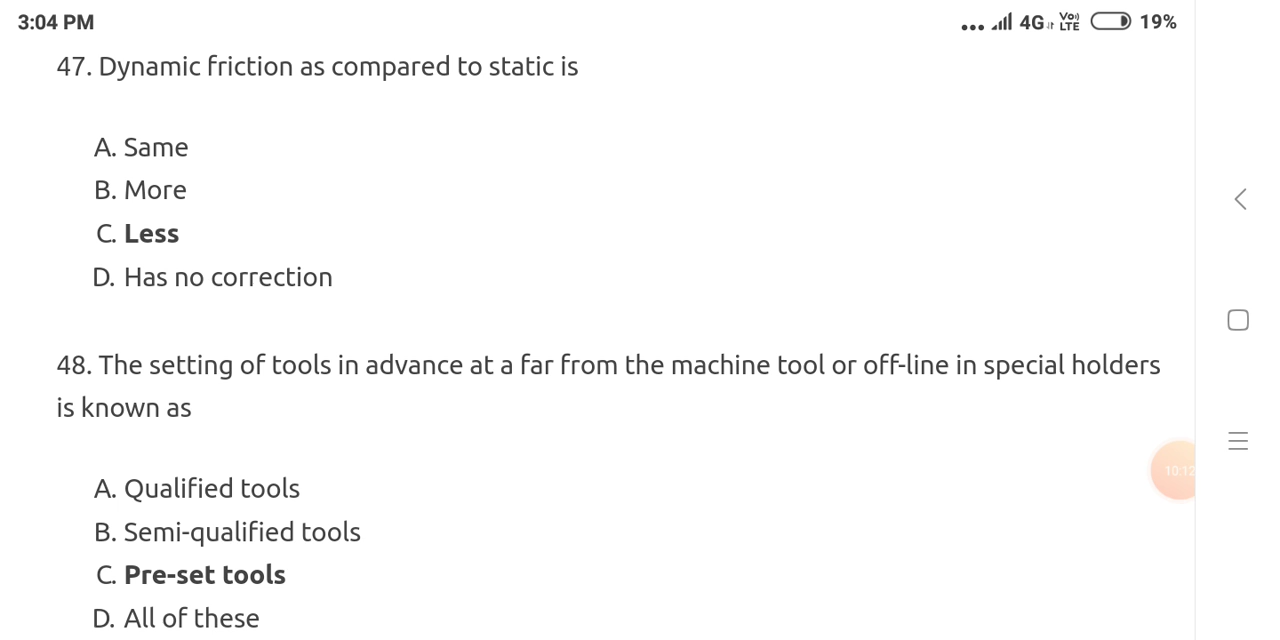 3:04 PM ... 4G VoLTE 19%
47. Dynamic friction as compared to static is
A. Same
B. More
C. Less
D. Has no correction
48. The setting of tools in advance at a far from the machine tool or off-line in special holders
is known as
10:12
A. Qualified tools
B. Semi-qualified tools
C. Pre-set tools
D. All of these